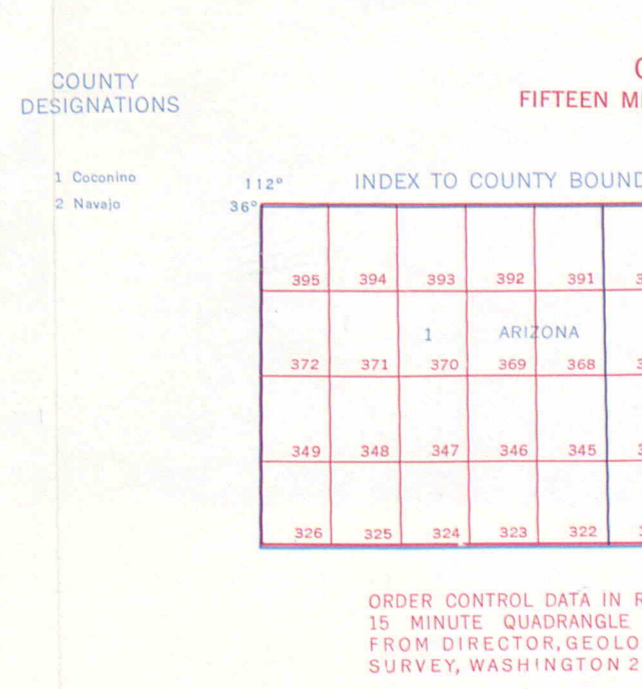 COUNTY
DESIGNATIONS
1 Coconino
2 Navajo
FIFTEEN
INDEX TO COUNTY
112°
36°
395 394 393 392 391
1 ARIZONA
372 371 370 369 368
349 348 347 346 345
326 325 324 323 322
ORDER CONTROL DATA IN
15 MINUTE QUADRANGLE
FROM DIRECTOR, GEOLO
SURVEY, WASHINGTON 2